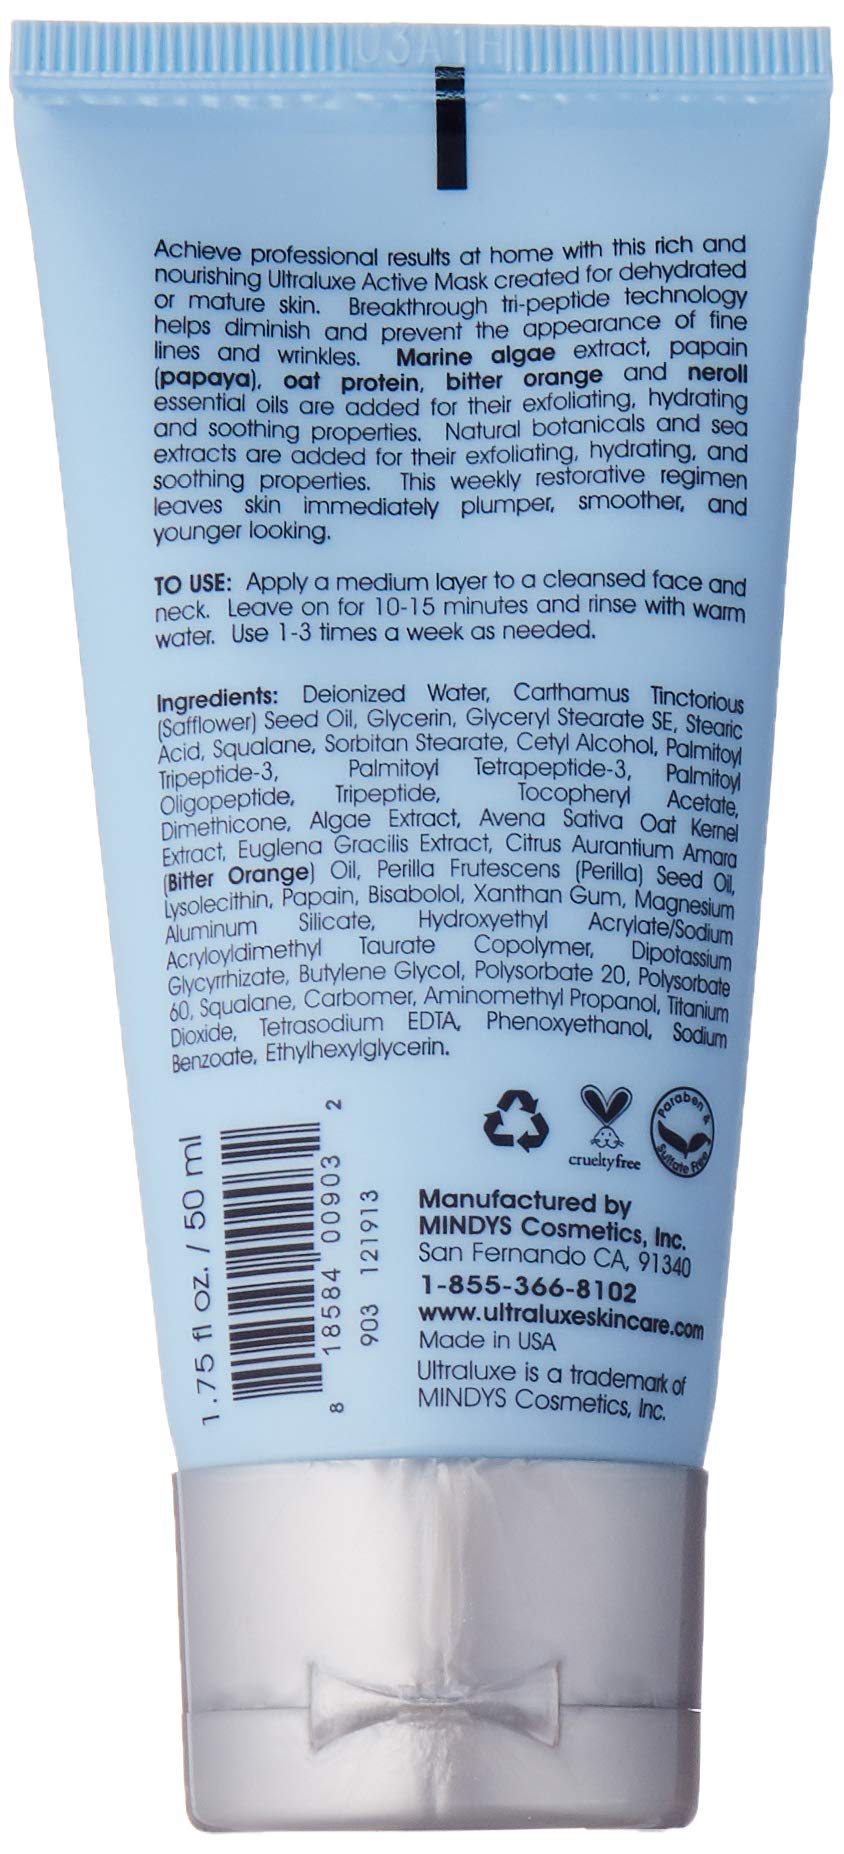 03A1H
Achieve professional results at home with this rich and
nourishing Ultraluxe Active Mask created for dehydrated
or mature skin. Breakthrough tri-peptide technology
helps diminish and prevent the appearance of fine
lines and wrinkles. Marine algae extract, papain
(papaya), oat protein, bitter orange and neroll
essential oils are added for their exfoliating, hydrating
and soothing properties. Natural botanicals and sea
extracts are added for their exfoliating, hydrating, and
soothing properties. This weekly restorative regimen
leaves skin immediately plumper, smoother, and
younger looking.
TO USE: Apply a medium layer to a cleansed face and
neck. Leave on for 10-15 minutes and rinse with warm
water. Use 1-3 times a week as needed.
Ingredients: Deionized Water, Carthamus Tinctorious
(Safflower) Seed Oil, Glycerin, Glyceryl Stearate SE, Stearic
Acid, Squalane, Sorbitan Stearate, Cetyl Alcohol, Palmitoyl
Tripeptide-3, Palmitoyl Tetrapeptide-3, Palmitoyl
Oligopeptide, Tripeptide, Tocopheryl Acetate,
Dimethicone, Algae Extract, Avena Sativa Oat Kernel
Extract, Euglena Gracilis Extract, Citrus Aurantium Amara
(Bitter Orange) Oil, Perilla Frutescens (Perilla) Seed Oil,
Lysolecithin, Papain, Bisabolol, Xanthan Gum, Magnesium
Aluminum Silicate, Hydroxyethyl Acrylate/Sodium
Acryloyldimethyl Taurate Copolymer, Dipotassium
Glycyrrhizate, Butylene Glycol, Polysorbate 20, Polysorbate
60, Squalane, Carbomer, Aminomethyl Propanol, Titanium
Dioxide, Tetrasodium EDTA, Phenoxyethanol, Sodium
Benzoate, Ethylhexylglycerin.
1.75 fl oz. / 50 ml
8 18584 00903 2
903 121913
cruelty free
Paraben &
Sulfate Free
Manufactured by
MINDYS Cosmetics, Inc.
San Fernando CA, 91340
1-855-366-8102
www.ultraluxeskincare.com
Made in USA
Ultraluxe is a trademark of
MINDYS Cosmetics, Inc.